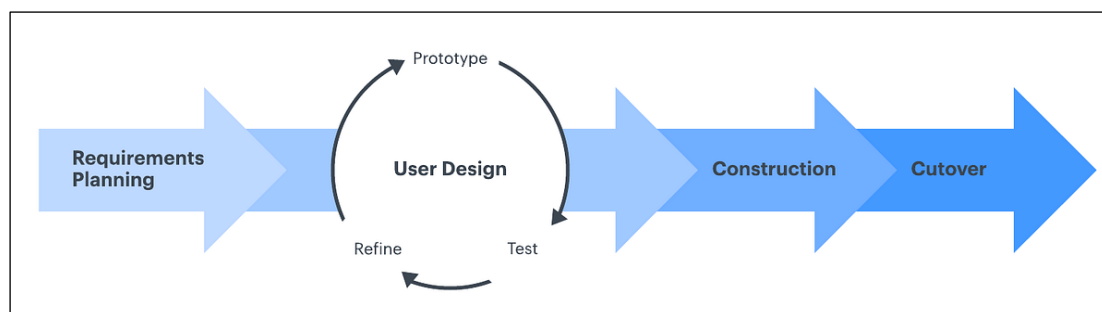 Prototype
Requirements
Planning
User Design
Construction
Cutover
Refine
Test